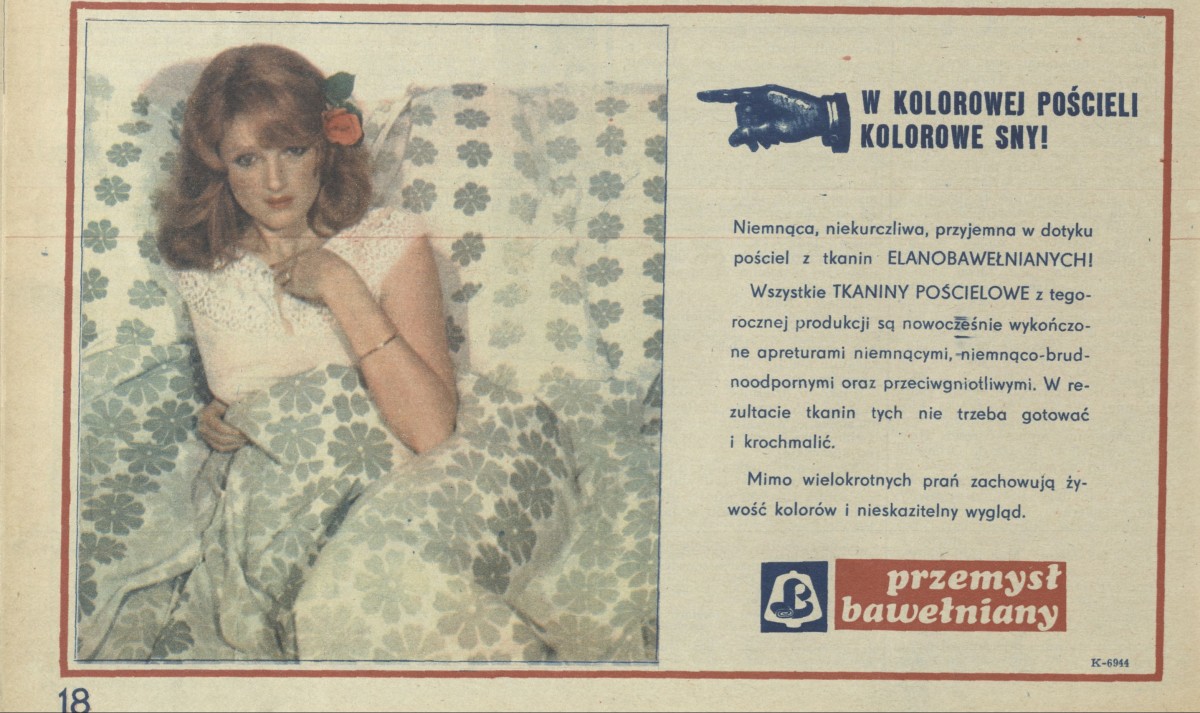 W KOLOROWEJ POŚCIELI
KOLOROWE SNY!
Niemnąca, niekurczliwa, przyjemna w dotyku
pościel z tkanin ELANOBAWEŁNIANYCH!
Wszystkie TKANINY POŚCIELOWE z tego-
rocznej produkcji są nowocześnie wykończo-
ne apreturami niemnącymi, niemnąco-brud-
noodpornymi oraz przeciwgniotliwymi. W re-
zultacie tkanin tych nie trzeba gotować
i krochmalić.
Mimo wielokrotnych prań zachowują ży-
wość kolorów i nieskazitelny wygląd.
przemysł
bawełniany
K-6944
18